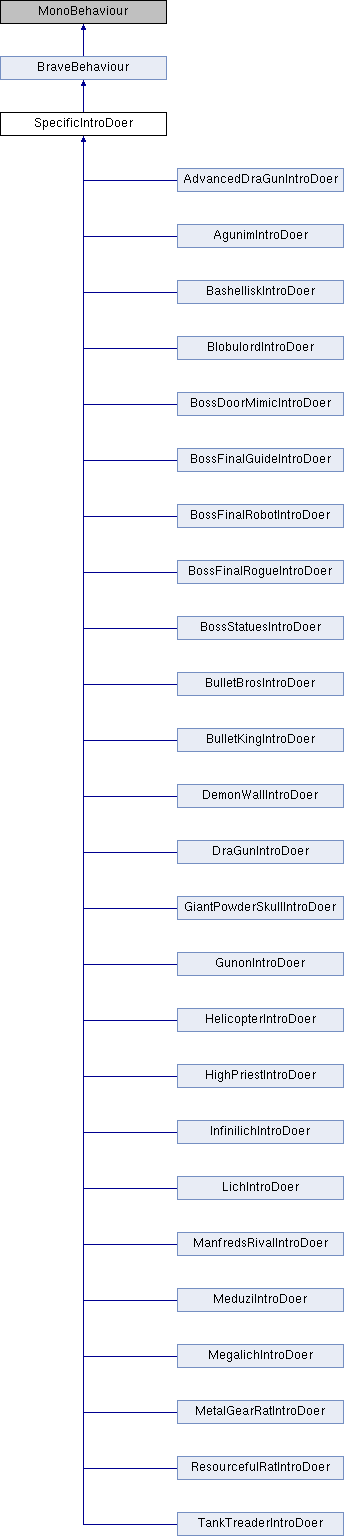 MonoBehaviour
BraveBehaviour
SpecificIntroDoer
AdvancedDraGunIntroDoer
AgunimIntroDoer
BashelliskIntroDoer
BlobulordIntroDoer
BossDoorMimicIntroDoer
BossFinalGuideIntroDoer
BossFinalRobotIntroDoer
BossFinalRogueIntroDoer
BossStatuesIntroDoer
BulletBrosIntroDoer
BulletKingIntroDoer
DemonWallIntroDoer
DraGunIntroDoer
GiantPowderSkullIntroDoer
GunonIntroDoer
HelicopterIntroDoer
HighPriestIntroDoer
InfinilichIntroDoer
LichIntroDoer
ManfredsRivalIntroDoer
MeduziIntroDoer
MegalichIntroDoer
MetalGearRatIntroDoer
ResourcefulRatIntroDoer
TankTreaderIntroDoer